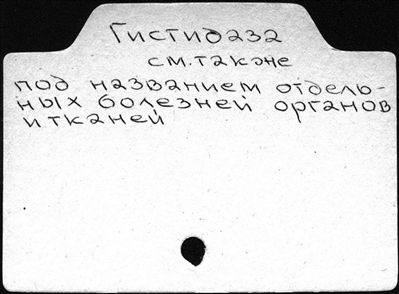 Гистидаза
см. также
под названием отдель-
ных болезней органов
и тканей